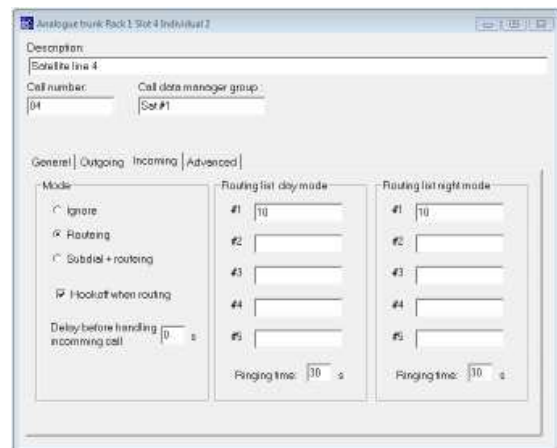 Analogue trunk Rack 1 Slot 4 Individual 2
Description:
Satellite line 4
Call number: Call data manager group :
04 Sat #1
General Outgoing Incoming Advanced
Mode Routing list day mode Routing list night mode
Ignore #1 10 #1 10
Routeing #2 #2
Subdial + routeing #3 #3
Hookoff when routing #4 #4
Delay before handling 0 s #5 #5
incomming call
Ringing time: 30 s Ringing time: 30 s